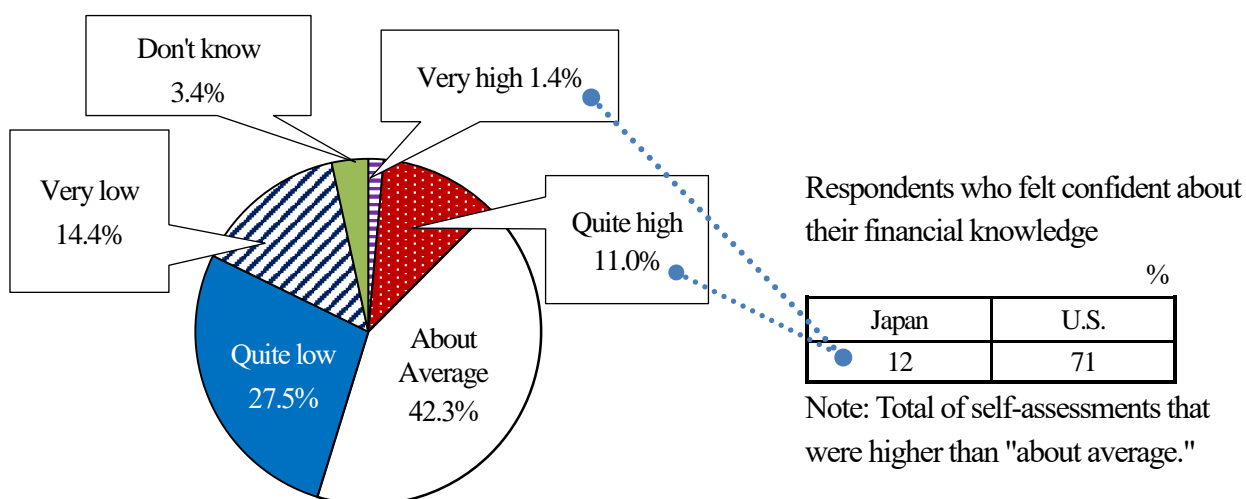 Don't know
3.4%
Very high 1.4%
Very low
14.4%
Quite high
11.0%
Quite low
27.5%
About
Average
42.3%
Respondents who felt confident about
their financial knowledge
%
Japan U.S.
12 71
Note: Total of self-assessments that
were higher than "about average."